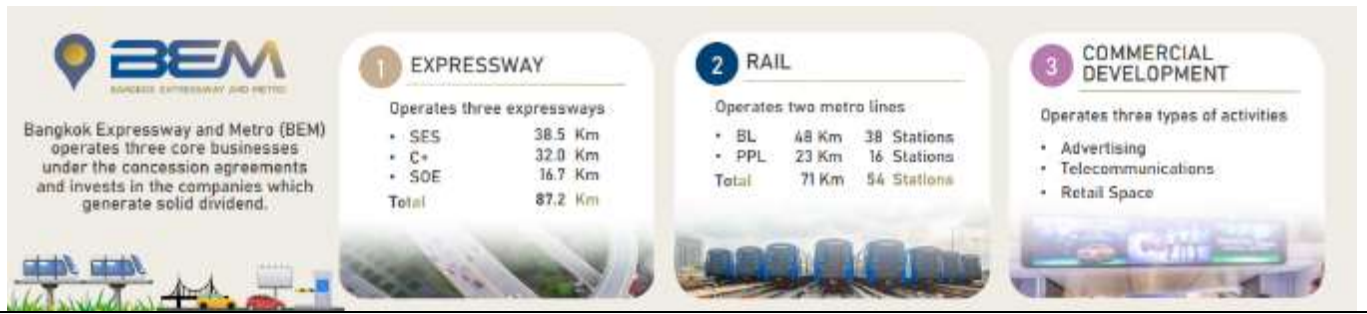 BEM
BANGKOK EXPRESSWAY AND METRO
Bangkok Expressway and Metro (BEM)
operates three core businesses
under the concession agreements
and invests in the companies which
generate solid dividend.
1 EXPRESSWAY
Operates three expressways
• SES 38.5 Km
• C+ 32.0 Km
• SOE 16.7 Km
Total 87.2 Km
2 RAIL
Operates two metro lines
• BL 48 Km 38 Stations
• PPL 23 Km 16 Stations
Total 71 Km 54 Stations
3 COMMERCIAL
DEVELOPMENT
Operates three types of activities
• Advertising
• Telecommunications
• Retail Space